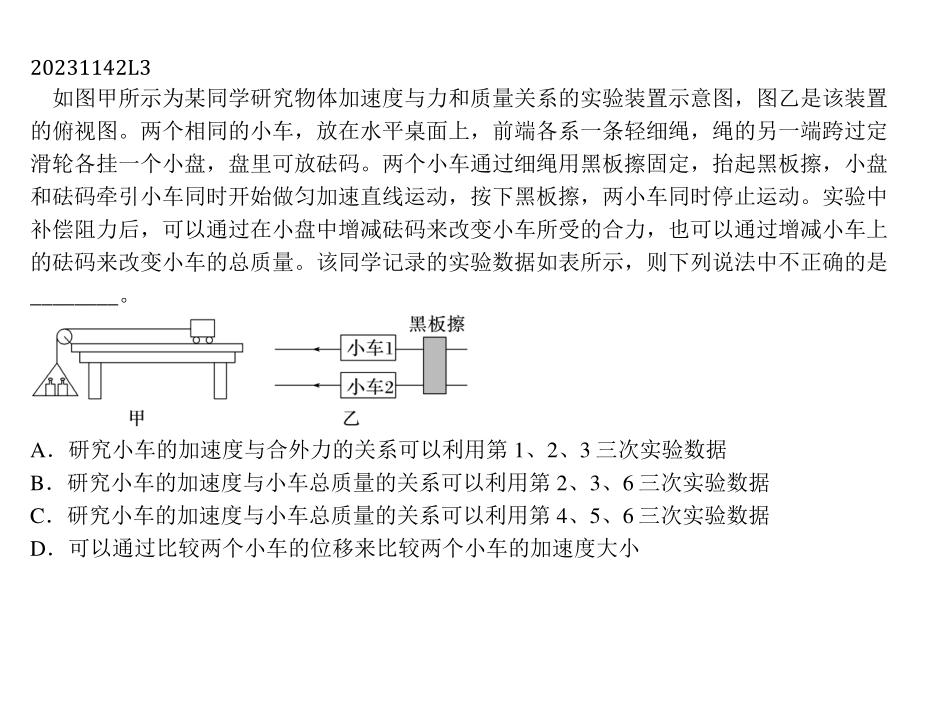 20231142L3
如图甲所示为某同学研究物体加速度与力和质量关系的实验装置示意图，图乙是该装置
的俯视图。两个相同的小车，放在水平桌面上，前端各系一条轻细绳，绳的另一端跨过定
滑轮各挂一个小盘，盘里可放砝码。两个小车通过细绳用黑板擦固定，抬起黑板擦，小盘
和砝码牵引小车同时开始做匀加速直线运动，按下黑板擦，两小车同时停止运动。实验中
补偿阻力后，可以通过在小盘中增减砝码来改变小车所受的合力，也可以通过增减小车上
的砝码来改变小车的总质量。该同学记录的实验数据如表所示，则下列说法中不正确的是
________。
黑板擦
小车1
小车2
甲
乙
A．研究小车的加速度与合外力的关系可以利用第 1、2、3 三次实验数据
B．研究小车的加速度与小车总质量的关系可以利用第 2、3、6 三次实验数据
C．研究小车的加速度与小车总质量的关系可以利用第 4、5、6 三次实验数据
D．可以通过比较两个小车的位移来比较两个小车的加速度大小